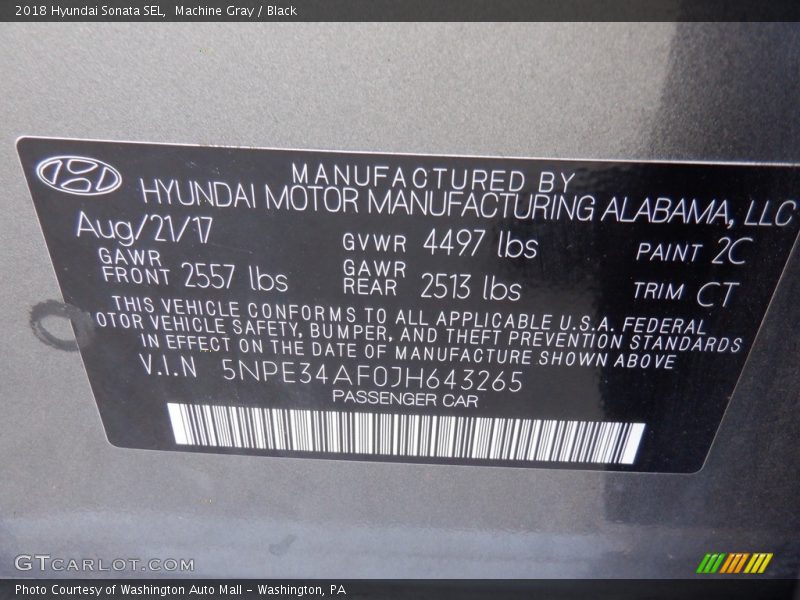 2018 Hyundai Sonata SEL, Machine Gray / Black
MANUFACTURED BY
HYUNDAI MOTOR MANUFACTURING ALABAMA, LLC
Aug/21/17 GVWR 4497 lbs PAINT 2C
GAWR FRONT 2557 lbs GAWR REAR 2513 lbs TRIM CT
THIS VEHICLE CONFORMS TO ALL APPLICABLE U.S.A. FEDERAL
OTOR VEHICLE SAFETY, BUMPER, AND THEFT PREVENTION STANDARDS
IN EFFECT ON THE DATE OF MANUFACTURE SHOWN ABOVE
V.I.N 5NPE34AF0JH643265
PASSENGER CAR
GTCARLOT.COM
Photo Courtesy of Washington Auto Mall - Washington, PA